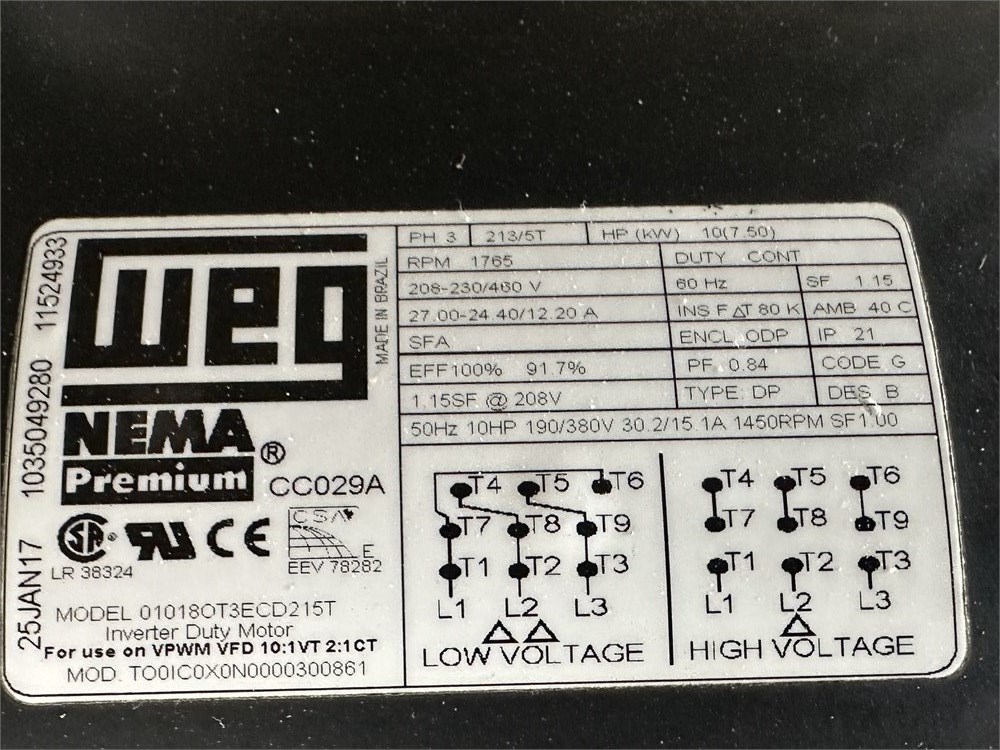 11524933
1035049280
25JAN17
weg
MADE IN BRAZIL
NEMA
Premium ®
CC029A
CSA
E
EEV 78282
LR 38324
MODEL 01018OT3ECD215T
Inverter Duty Motor
For use on VPWM VFD 10:1VT 2:1CT
MOD. TO0IC0X0N0000300861
PH 3 213/5T HP (kW) 10(7.50)
RPM 1765 DUTY CONT
208-230/460 V 60 Hz SF 1.15
27.00-24.40/12.20 A INS F ΔT 80 K AMB 40 C
SFA ENCL ODP IP 21
EFF100% 91.7% PF 0.84 CODE G
1.15SF @ 208V TYPE: DP DES B
50Hz 10HP 190/380V 30.2/15.1A 1450RPM SF1.00
T4 T5 T6
T7 T8 T9
T1 T2 T3
L1 L2 L3
ΔΔ
LOW VOLTAGE
T4 T5 T6
T7 T8 T9
T1 T2 T3
L1 L2 L3
Δ
HIGH VOLTAGE